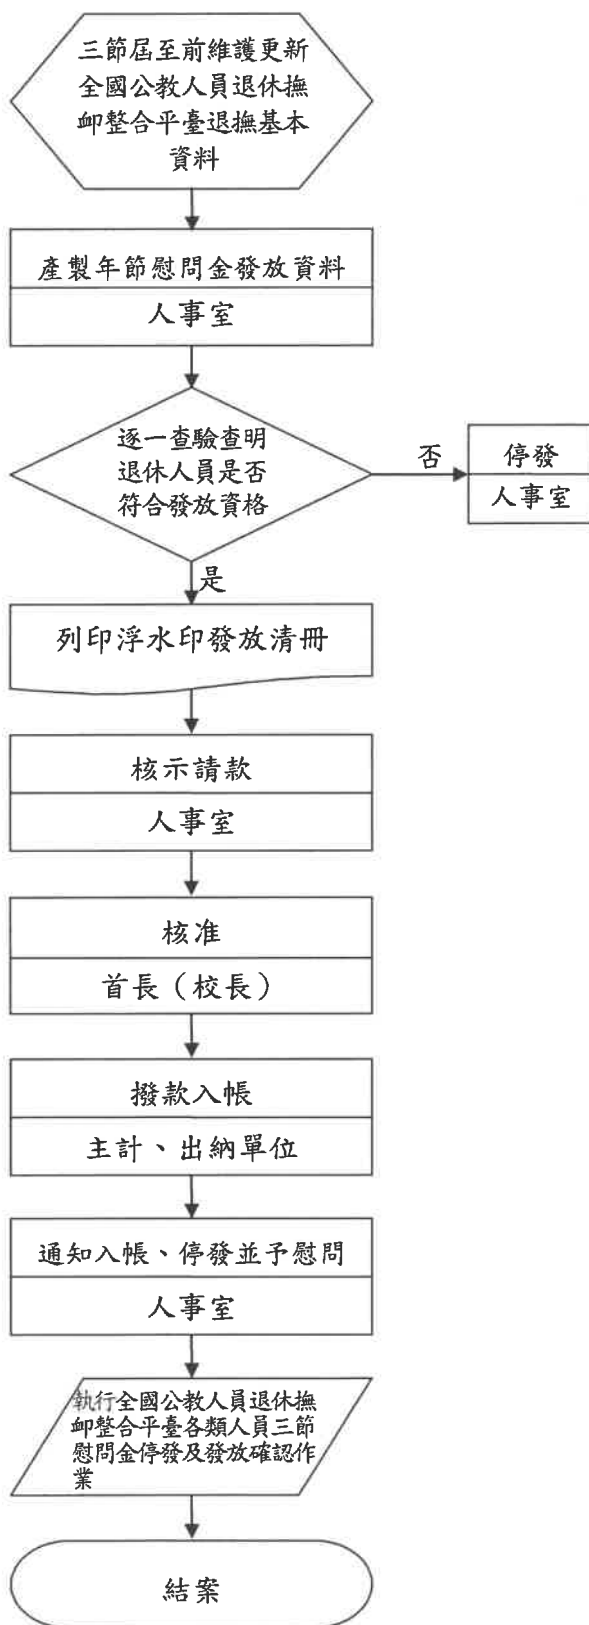 三節屆至前維護更新
全國公教人員退休撫
卹整合平臺退撫基本
資料
產製年節慰問金發放資料
人事室
逐一查驗查明
退休人員是否
符合發放資格
否
停發
人事室
是
列印浮水印發放清冊
核示請款
人事室
核准
首長（校長）
撥款入帳
主計、出納單位
通知入帳、停發並予慰問
人事室
執行全國公教人員退休撫
卹整合平臺各類人員三節
慰問金停發及發放確認作
業
結案